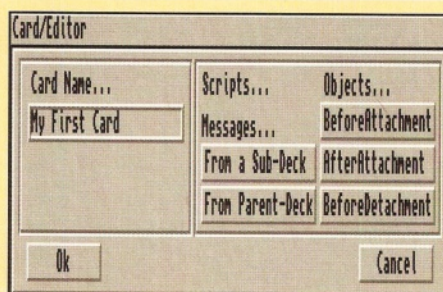 Card/Editor
Card Name...
My First Card
Scripts...
Objects...
Messages...
BeforeAttachment
From a Sub-Deck
AfterAttachment
From Parent-Deck
BeforeDetachment
Ok
Cancel